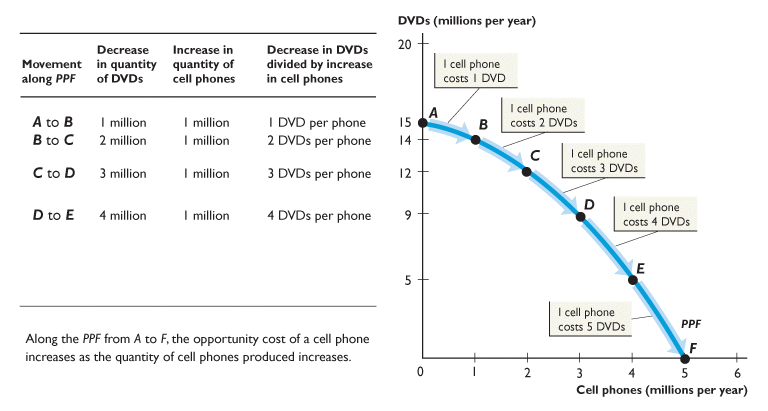 Movement along PPF
Decrease in quantity of DVDs
Increase in quantity of cell phones
Decrease in DVDs divided by increase in cell phones
A to B 1 million 1 million 1 DVD per phone
B to C 2 million 1 million 2 DVDs per phone
C to D 3 million 1 million 3 DVDs per phone
D to E 4 million 1 million 4 DVDs per phone
Along the PPF from A to F, the opportunity cost of a cell phone
increases as the quantity of cell phones produced increases.
DVDs (millions per year)
20
15
14
12
9
5
1 cell phone
costs 1 DVD
1 cell phone
costs 2 DVDs
1 cell phone
costs 3 DVDs
1 cell phone
costs 4 DVDs
1 cell phone
costs 5 DVDs
A
B
C
D
E
PPF
F
0 1 2 3 4 5 6
Cell phones (millions per year)